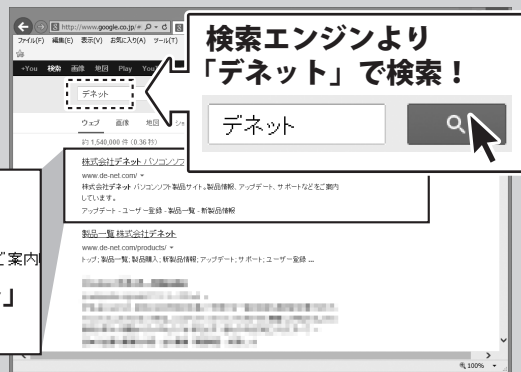 検索エンジンより
「デネット」で検索！
デネット
http://www.google.co.jp/
ファイル(F) 編集(E) 表示(V) お気に入り(A) ツール(T)
+You 検索 画像 地図 Play
デネット
ウェブ 画像 地図
約 1,540,000 件 (0.36 秒)
株式会社デネット パソコンソフ
www.de-net.com/
株式会社デネット パソコンソフト製品サイト。製品情報、アップデート、サポートなどをご案内
しています。
アップデート - ユーザー登録 - 製品一覧 - 新製品情報
製品一覧 株式会社デネット
www.de-net.com/products/
トップ; 製品一覧; 製品購入; 新製品情報; アップデート; サポート; ユーザー登録 ...
ご案内
」
100%